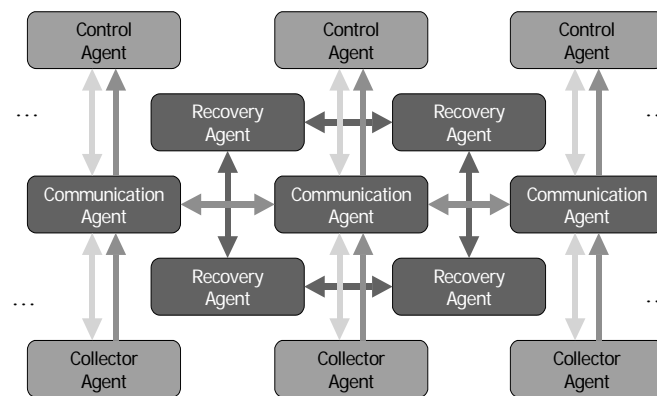 Control
Agent
Control
Agent
Control
Agent
...
Recovery
Agent
Recovery
Agent
...
Communication
Agent
Communication
Agent
Communication
Agent
Recovery
Agent
Recovery
Agent
...
...
Collector
Agent
Collector
Agent
Collector
Agent